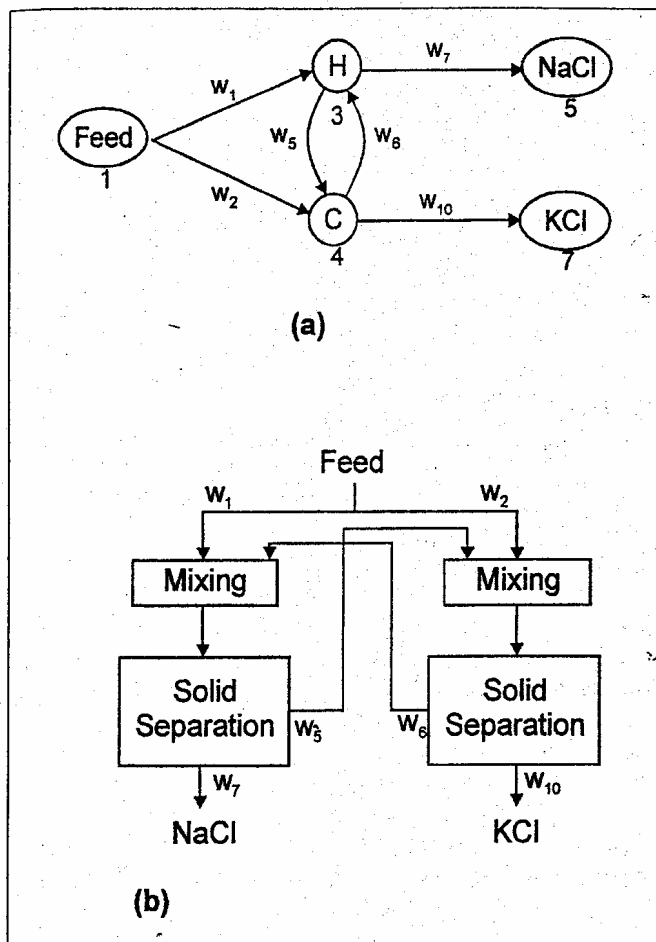 H
W₇
NaCl
W₁
3
5
Feed
W₅
W₆
1
W₂
C
W₁₀
KCl
4
7
(a)
Feed
W₁
W₂
Mixing
Mixing
Solid
Separation
Solid
Separation
W₅
W₆
W₇
W₁₀
NaCl
KCl
(b)